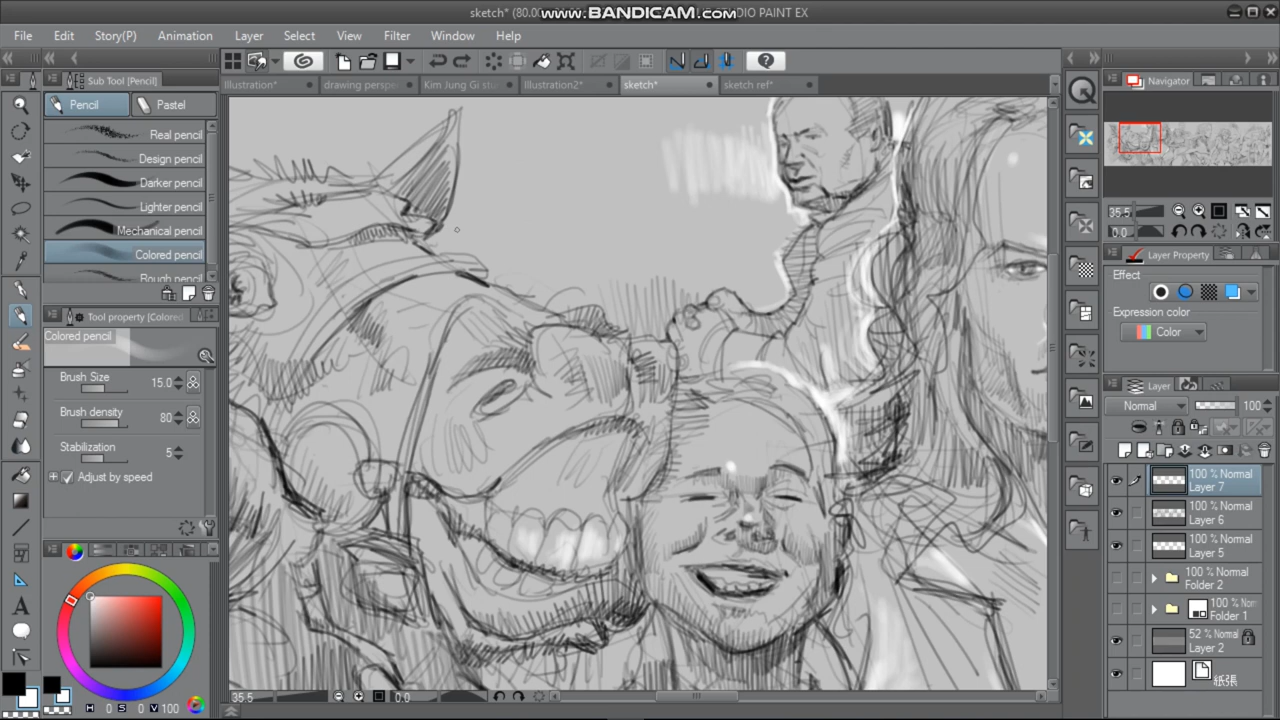 sketch* (80.00
www.BANDICAM.com
STUDIO PAINT EX
File Edit Story(P) Animation Layer Select View Filter Window Help
Sub Tool [Pencil]
Illustration* drawing perspe Kim Jung Gi stu Illustration2* sketch* sketch ref*
Navigator
Pencil Pastel
Real pencil
Design pencil
Darker pencil
Lighter pencil
Mechanical pencil
Colored pencil
Rough pencil
35.5
0.0
Layer Property
Effect
Expression color
Color
Tool property [Colored
Colored pencil
Brush Size 15.0
Brush density 80
Stabilization 5
Adjust by speed
Layer
Normal 100
100 % Normal
Layer 7
100 % Normal
Layer 6
100 % Normal
Layer 5
100 % Normal
Folder 2
100 % Nor
Folder 1
52 % Normal
Layer 2
紙張
H 0 S 0 V 100
35.5 0.0